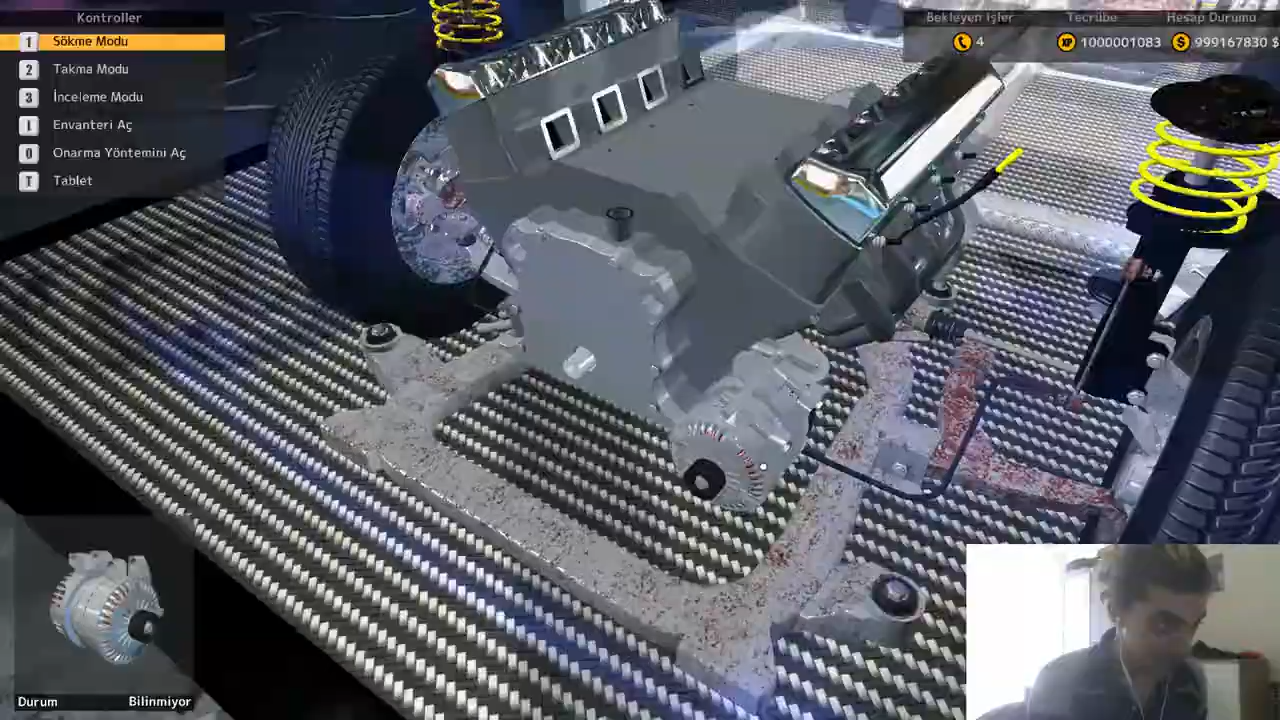 Kontroller
1 Sökme Modu
2 Takma Modu
3 İnceleme Modu
I Envanteri Aç
O Onarma Yöntemini Aç
T Tablet
Bekleyen İşler Tecrübe Hesap Durumu
4 XP 1000001083 $ 999167830 $
Durum Bilinmiyor